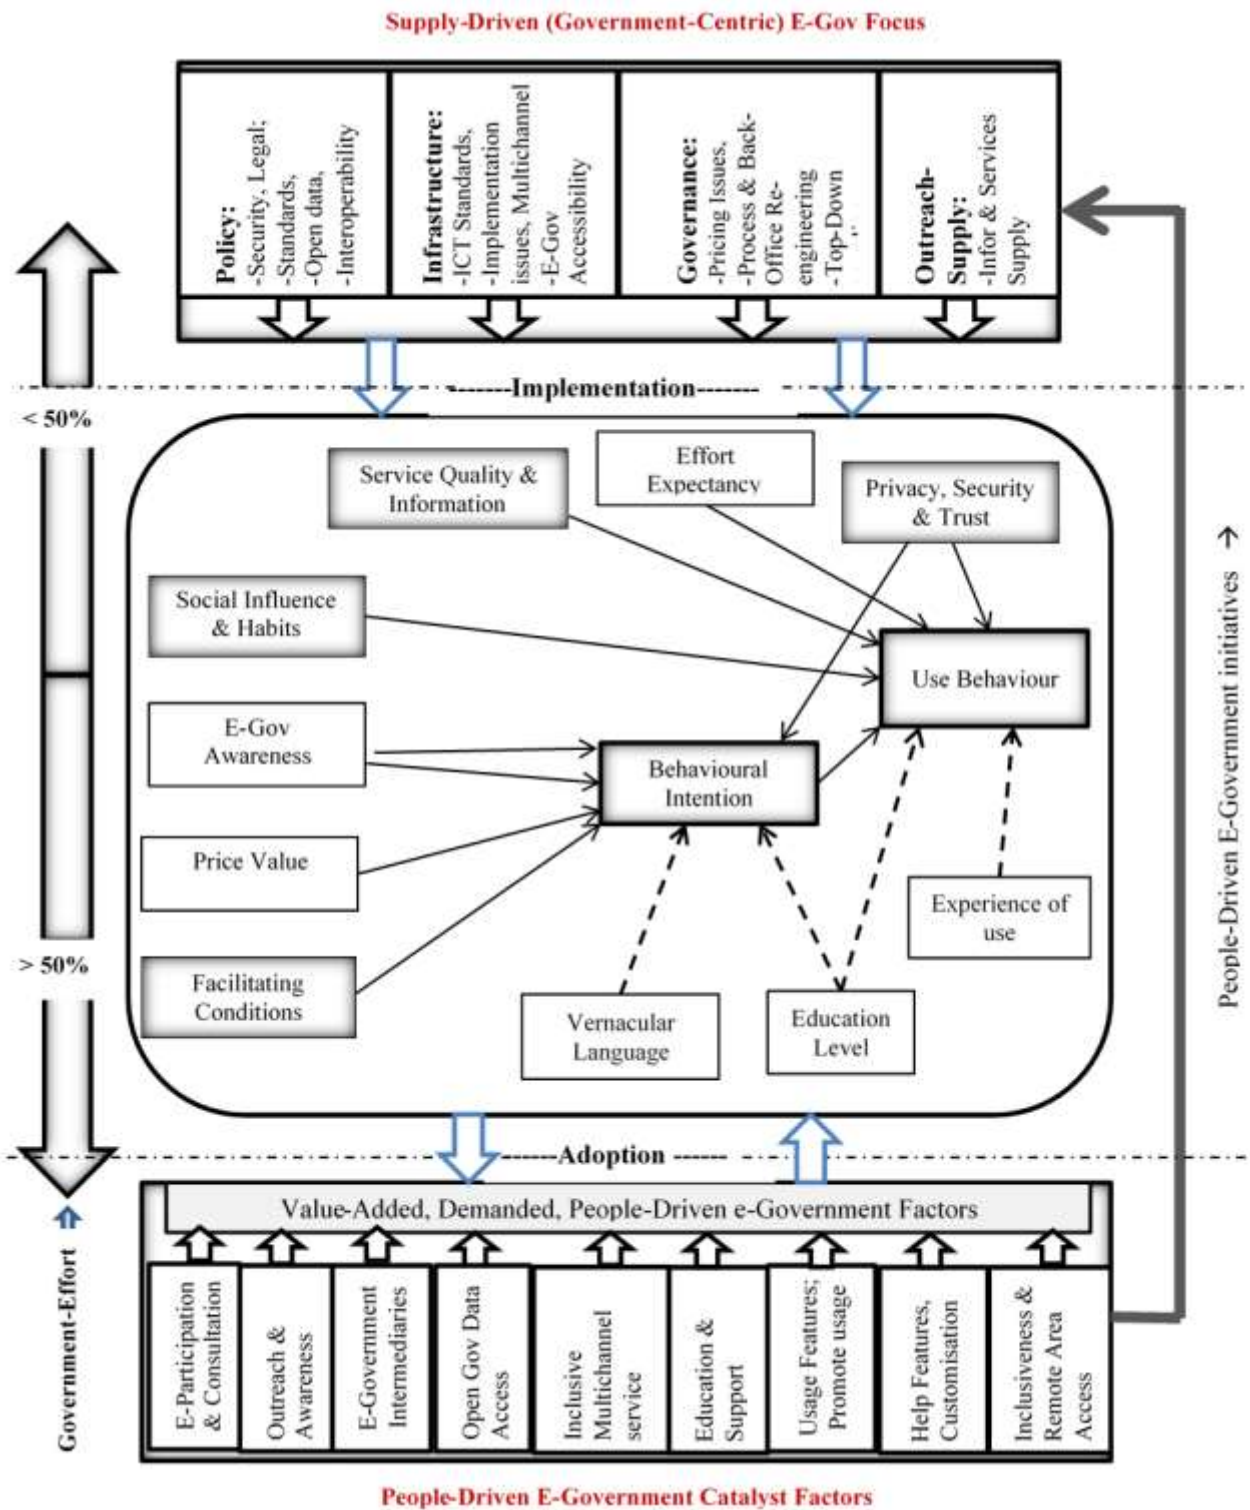 Supply-Driven (Government-Centric) E-Gov Focus
Policy:
-Security, Legal;
-Standards,
-Open data,
-Interoperability
Infrastructure:
-ICT Standards,
-Implementation
issues, Multichannel
-E-Gov
Accessibility
Governance:
-Pricing Issues,
-Process & Back-
Office Re-
engineering
-Top-Down
Outreach-
Supply:
-Infor & Services
Supply
-------Implementation-------
< 50%
Service Quality &
Information
Effort
Expectancy
Privacy, Security
& Trust
Social Influence
& Habits
Use Behaviour
E-Gov
Awareness
Behavioural
Intention
Price Value
Experience of
use
> 50%
Facilitating
Conditions
Vernacular
Language
Education
Level
People-Driven E-Government initiatives →
------Adoption ------
Value-Added, Demanded, People-Driven e-Government Factors
Government-Effort
E-Participation
& Consultation
Outreach &
Awareness
E-Government
Intermediaries
Open Gov Data
Access
Inclusive
Multichannel
service
Education &
Support
Usage Features;
Promote usage
Help Features,
Customisation
Inclusiveness &
Remote Area
Access
People-Driven E-Government Catalyst Factors